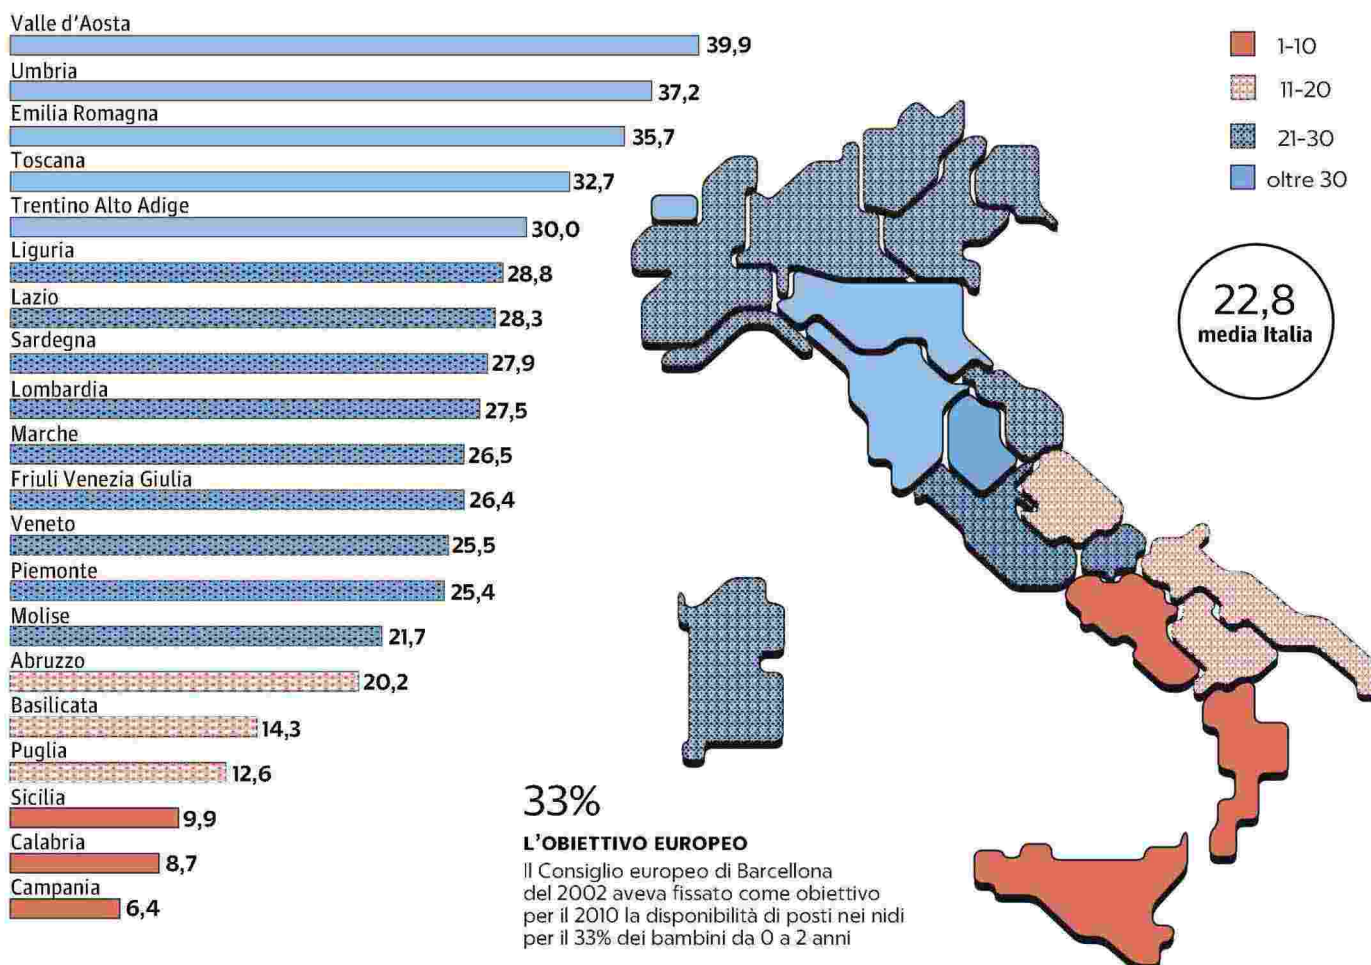 Valle d'Aosta
39,9
Umbria
37,2
Emilia Romagna
35,7
Toscana
32,7
Trentino Alto Adige
30,0
Liguria
28,8
Lazio
28,3
Sardegna
27,9
Lombardia
27,5
Marche
26,5
Friuli Venezia Giulia
26,4
Veneto
25,5
Piemonte
25,4
Molise
21,7
Abruzzo
20,2
Basilicata
14,3
Puglia
12,6
Sicilia
9,9
Calabria
8,7
Campania
6,4
1-10
11-20
21-30
oltre 30
22,8
media Italia
33%
L'OBIETTIVO EUROPEO
Il Consiglio europeo di Barcellona
del 2002 aveva fissato come obiettivo
per il 2010 la disponibilità di posti nei nidi
per il 33% dei bambini da 0 a 2 anni